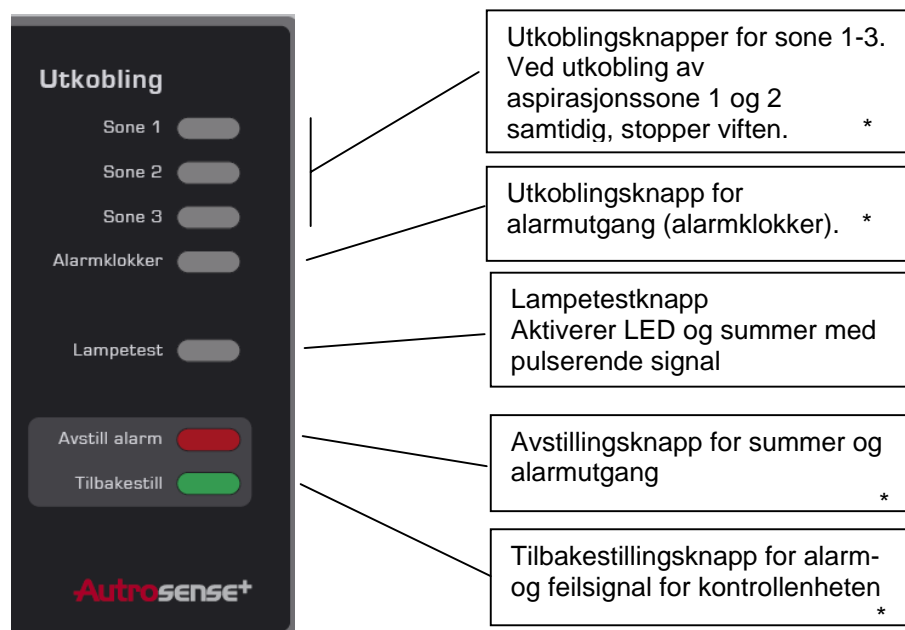 Utkobling
Sone 1
Sone 2
Sone 3
Alarmklokker
Lampetest
Avstill alarm
Tilbakestill
Autrosense+
Utkoblingsknapper for sone 1-3.
Ved utkobling av
aspirasjonssone 1 og 2
samtidig, stopper viften. *
Utkoblingsknapp for
alarmutgang (alarmklokker). *
Lampetestknapp
Aktiverer LED og summer med
pulserende signal
Avstillingsknapp for summer og
alarmutgang
*
Tilbakestillingsknapp for alarm-
og feilsignal for kontrollenheten
*